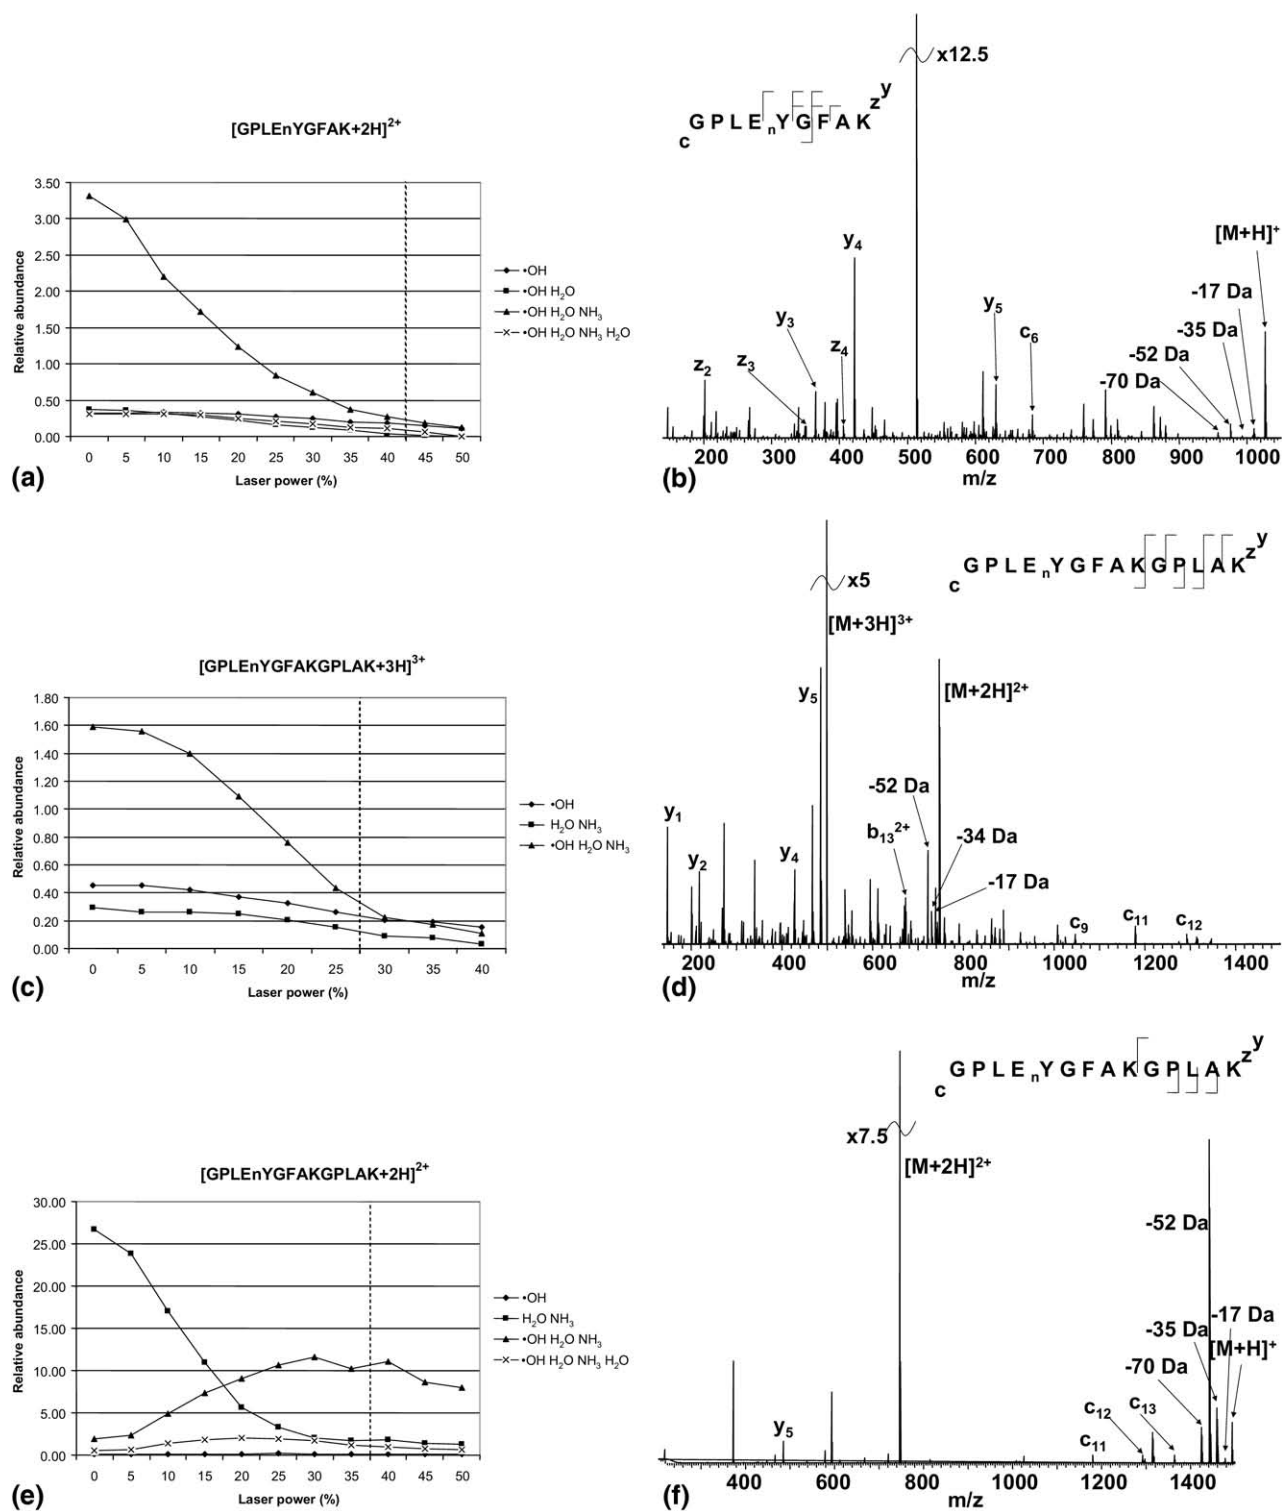 [GPLEnYGFAK+2H]2+
3.50
3.00
2.50
2.00
1.50
1.00
0.50
0.00
Relative abundance
0 5 10 15 20 25 30 35 40 45 50
Laser power (%)
•OH
•OH H2O
•OH H2O NH3
•OH H2O NH3 H2O
(a)
x12.5
c G P L E n Y G F A K z y
[M+H]+
-17 Da
-35 Da
-52 Da
-70 Da
y4
y5
c6
y3
z4
z3
z2
200 300 400 500 600 700 800 900 1000
m/z
(b)
[GPLEnYGFAKGPLAK+3H]3+
1.80
1.60
1.40
1.20
1.00
0.80
0.60
0.40
0.20
0.00
Relative abundance
0 5 10 15 20 25 30 35 40
Laser power (%)
•OH
H2O NH3
•OH H2O NH3
(c)
c G P L E n Y G F A K G P L A K z y
x5
[M+3H]3+
y5
[M+2H]2+
-52 Da
b13 2+
-34 Da
-17 Da
y1
y2
y4
c9
c11
c12
200 400 600 800 1000 1200 1400
m/z
(d)
[GPLEnYGFAKGPLAK+2H]2+
30.00
25.00
20.00
15.00
10.00
5.00
0.00
Relative abundance
0 5 10 15 20 25 30 35 40 45 50
Laser power (%)
•OH
H2O NH3
•OH H2O NH3
•OH H2O NH3 H2O
(e)
c G P L E n Y G F A K G P L A K z y
x7.5
[M+2H]2+
-52 Da
-17 Da
-35 Da
[M+H]+
-70 Da
c12
c13
c11
y5
400 600 800 1000 1200 1400
m/z
(f)